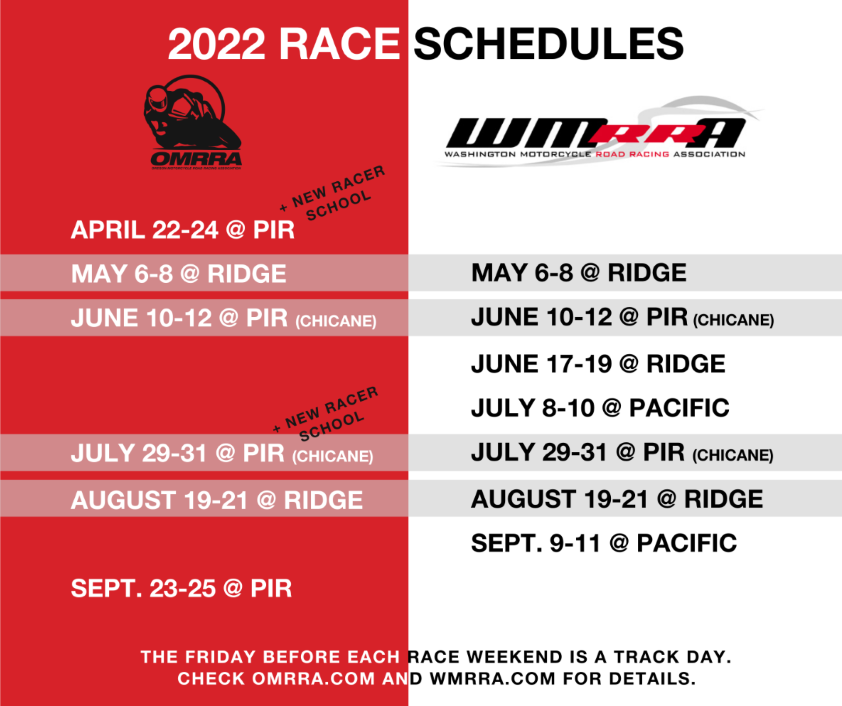 2022 RACE SCHEDULES
OMRRA
WMRRA
WASHINGTON MOTORCYCLE ROAD RACING ASSOCIATION
+ NEW RACER
SCHOOL
APRIL 22-24 @ PIR
MAY 6-8 @ RIDGE
JUNE 10-12 @ PIR (CHICANE)
+ NEW RACER
SCHOOL
JULY 29-31 @ PIR (CHICANE)
AUGUST 19-21 @ RIDGE
SEPT. 23-25 @ PIR
MAY 6-8 @ RIDGE
JUNE 10-12 @ PIR (CHICANE)
JUNE 17-19 @ RIDGE
JULY 8-10 @ PACIFIC
JULY 29-31 @ PIR (CHICANE)
AUGUST 19-21 @ RIDGE
SEPT. 9-11 @ PACIFIC
THE FRIDAY BEFORE EACH RACE WEEKEND IS A TRACK DAY.
CHECK OMRRA.COM AND WMRRA.COM FOR DETAILS.